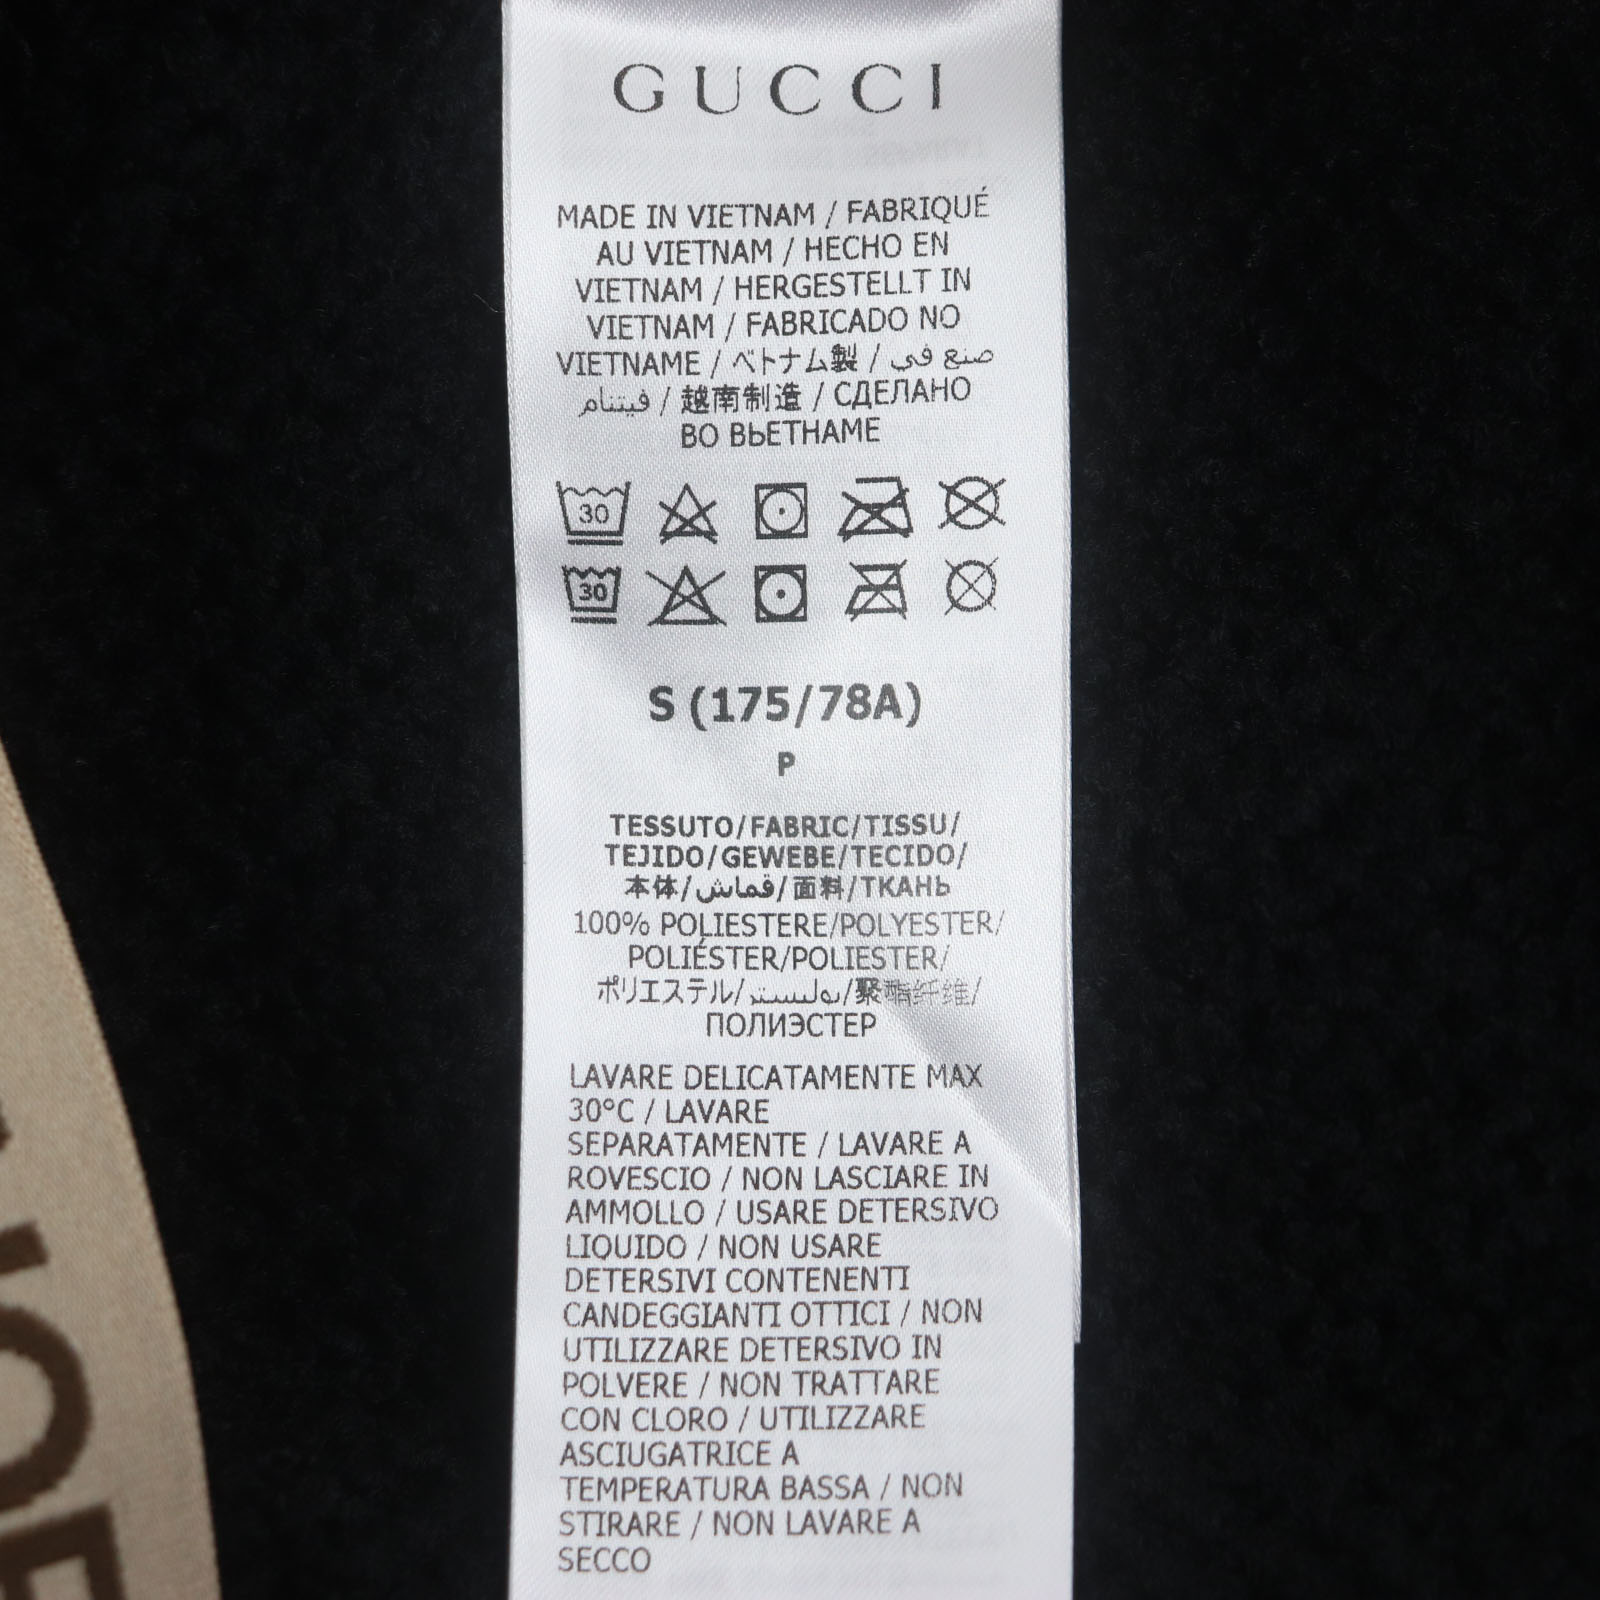 GUCCI
MADE IN VIETNAM / FABRIQUÉ
AU VIETNAM / HECHO EN
VIETNAM / HERGESTELLT IN
VIETNAM / FABRICADO NO
VIETNAME / ベトナム製 / صنع في
فيتنام / 越南制造 / СДЕЛАНО
ВО ВЬЕТНАМЕ
30
30
S (175/78A)
P
TESSUTO/FABRIC/TISSU/
TEJIDO/GEWEBE/TECIDO/
本体/قماش/面料/ТКАНЬ
100% POLIESTERE/POLYESTER/
POLIÉSTER/POLIESTER/
ポリエステル/بوليستر/聚酯纤维/
ПОЛИЭСТЕР
LAVARE DELICATAMENTE MAX
30°C / LAVARE
SEPARATAMENTE / LAVARE A
ROVESCIO / NON LASCIARE IN
AMMOLLO / USARE DETERSIVO
LIQUIDO / NON USARE
DETERSIVI CONTENENTI
CANDEGGIANTI OTTICI / NON
UTILIZZARE DETERSIVO IN
POLVERE / NON TRATTARE
CON CLORO / UTILIZZARE
ASCIUGATRICE A
TEMPERATURA BASSA / NON
STIRARE / NON LAVARE A
SECCO